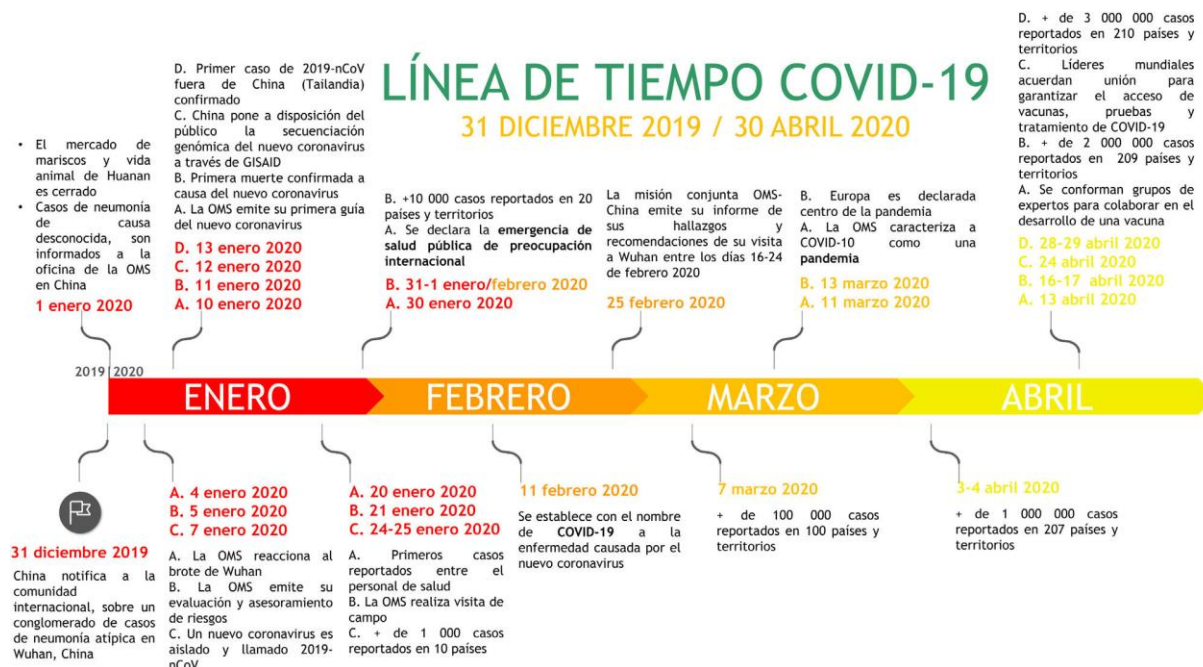 LÍNEA DE TIEMPO COVID-19
31 DICIEMBRE 2019 / 30 ABRIL 2020
• El mercado de
mariscos y vida
animal de Huanan
es cerrado
• Casos de neumonía
de causa
desconocida, son
informados a la
oficina de la OMS
en China
1 enero 2020
D. Primer caso de 2019-nCoV
fuera de China (Tailandia)
confirmado
C. China pone a disposición del
público la secuenciación
genómica del nuevo coronavirus
a través de GISAID
B. Primera muerte confirmada a
causa del nuevo coronavirus
A. La OMS emite su primera guía
del nuevo coronavirus
D. 13 enero 2020
C. 12 enero 2020
B. 11 enero 2020
A. 10 enero 2020
B. +10 000 casos reportados en 20
países y territorios
A. Se declara la emergencia de
salud pública de preocupación
internacional
B. 31-1 enero/febrero 2020
A. 30 enero 2020
La misión conjunta OMS-
China emite su informe de
sus hallazgos y
recomendaciones de su visita
a Wuhan entre los días 16-24
de febrero 2020
25 febrero 2020
B. Europa es declarada
centro de la pandemia
A. La OMS caracteriza a
COVID-10 como una
pandemia
B. 13 marzo 2020
A. 11 marzo 2020
D. + de 3 000 000 casos
reportados en 210 países y
territorios
C. Líderes mundiales
acuerdan unión para
garantizar el acceso de
vacunas, pruebas y
tratamiento de COVID-19
B. + de 2 000 000 casos
reportados en 209 países y
territorios
A. Se conforman grupos de
expertos para colaborar en el
desarrollo de una vacuna
D. 28-29 abril 2020
C. 24 abril 2020
B. 16-17 abril 2020
A. 13 abril 2020
2019 2020
ENERO
FEBRERO
MARZO
ABRIL
31 diciembre 2019
China notifica a la
comunidad
internacional, sobre un
conglomerado de casos
de neumonía atípica en
Wuhan, China
A. 4 enero 2020
B. 5 enero 2020
C. 7 enero 2020
A. La OMS reacciona al
brote de Wuhan
B. La OMS emite su
evaluación y asesoramiento
de riesgos
C. Un nuevo coronavirus es
aislado y llamado 2019-
nCoV
A. 20 enero 2020
B. 21 enero 2020
C. 24-25 enero 2020
A. Primeros casos
reportados entre el
personal de salud
B. La OMS realiza visita de
campo
C. + de 1 000 casos
reportados en 10 países
11 febrero 2020
Se establece con el nombre
de COVID-19 a la
enfermedad causada por el
nuevo coronavirus
7 marzo 2020
+ de 100 000 casos
reportados en 100 países y
territorios
3-4 abril 2020
+ de 1 000 000 casos
reportados en 207 países y
territorios